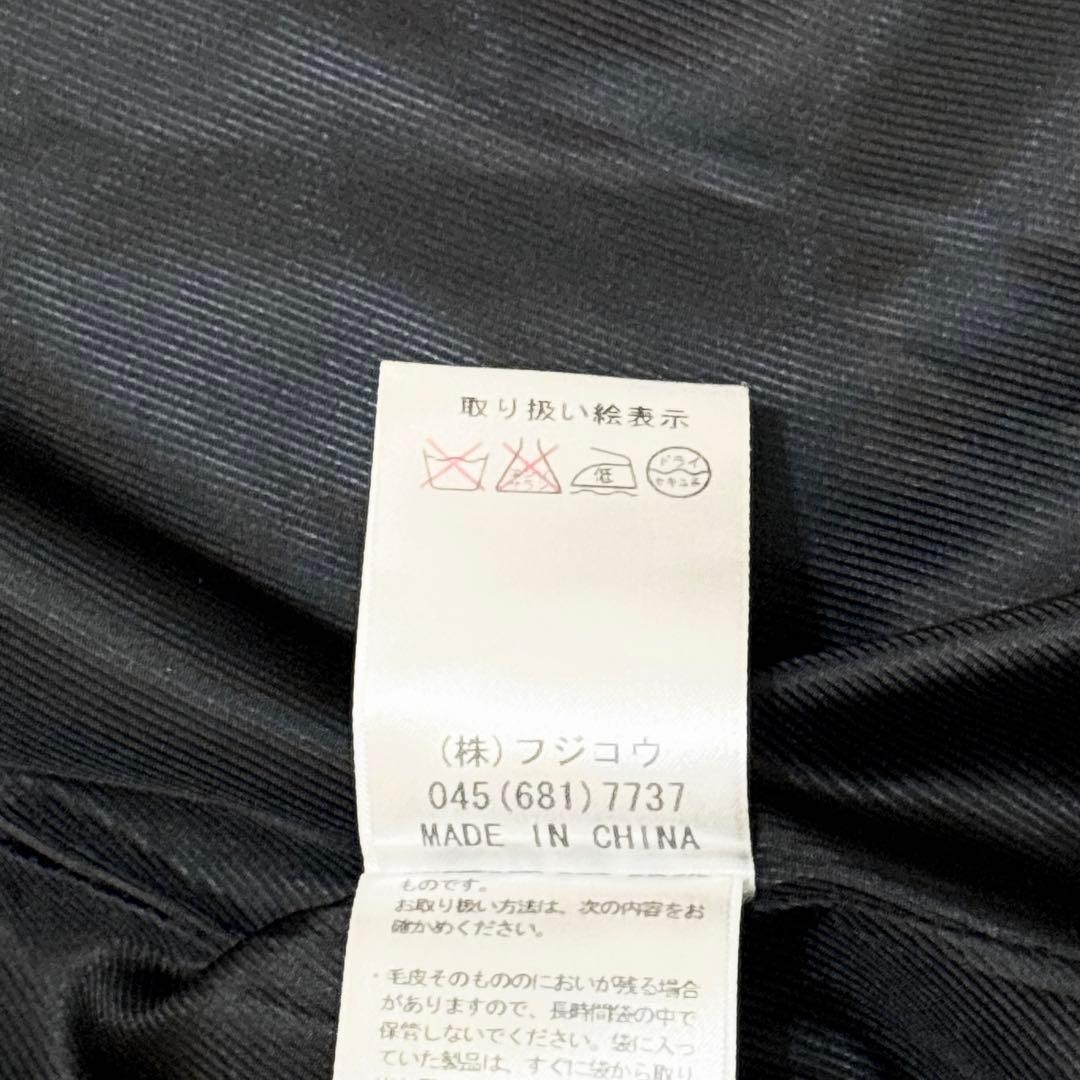 取り扱い絵表示
低
ドライ
セキユ系
(株)フジコウ
045(681)7737
MADE IN CHINA
ものです。
お取り扱い方法は、次の内容をお
確かめください。
・毛皮そのもののにおいが残る場合
がありますので、長時間袋の中で
保管しないでください。袋に入っ
ていた製品は、すぐに袋から取り